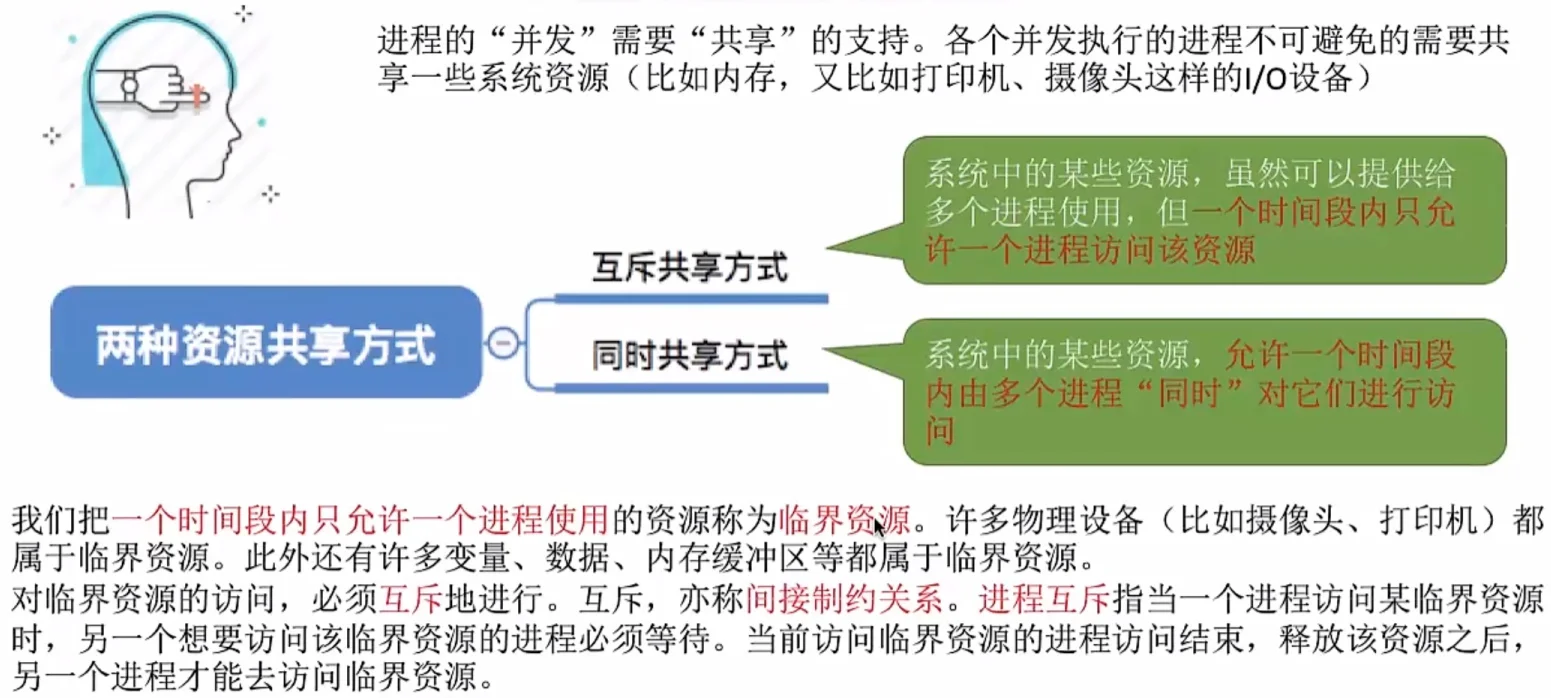 进程的“并发”需要“共享”的支持。各个并发执行的进程不可避免的需要共
享一些系统资源（比如内存，又比如打印机、摄像头这样的I/O设备）
系统中的某些资源，虽然可以提供给
多个进程使用，但一个时间段内只允
许一个进程访问该资源
互斥共享方式
两种资源共享方式
同时共享方式
系统中的某些资源，允许一个时间段
内由多个进程“同时”对它们进行访
问
我们把一个时间段内只允许一个进程使用的资源称为临界资源。许多物理设备（比如摄像头、打印机）都
属于临界资源。此外还有许多变量、数据、内存缓冲区等都属于临界资源。
对临界资源的访问，必须互斥地进行。互斥，亦称间接制约关系。进程互斥指当一个进程访问某临界资源
时，另一个想要访问该临界资源的进程必须等待。当前访问临界资源的进程访问结束，释放该资源之后，
另一个进程才能去访问临界资源。